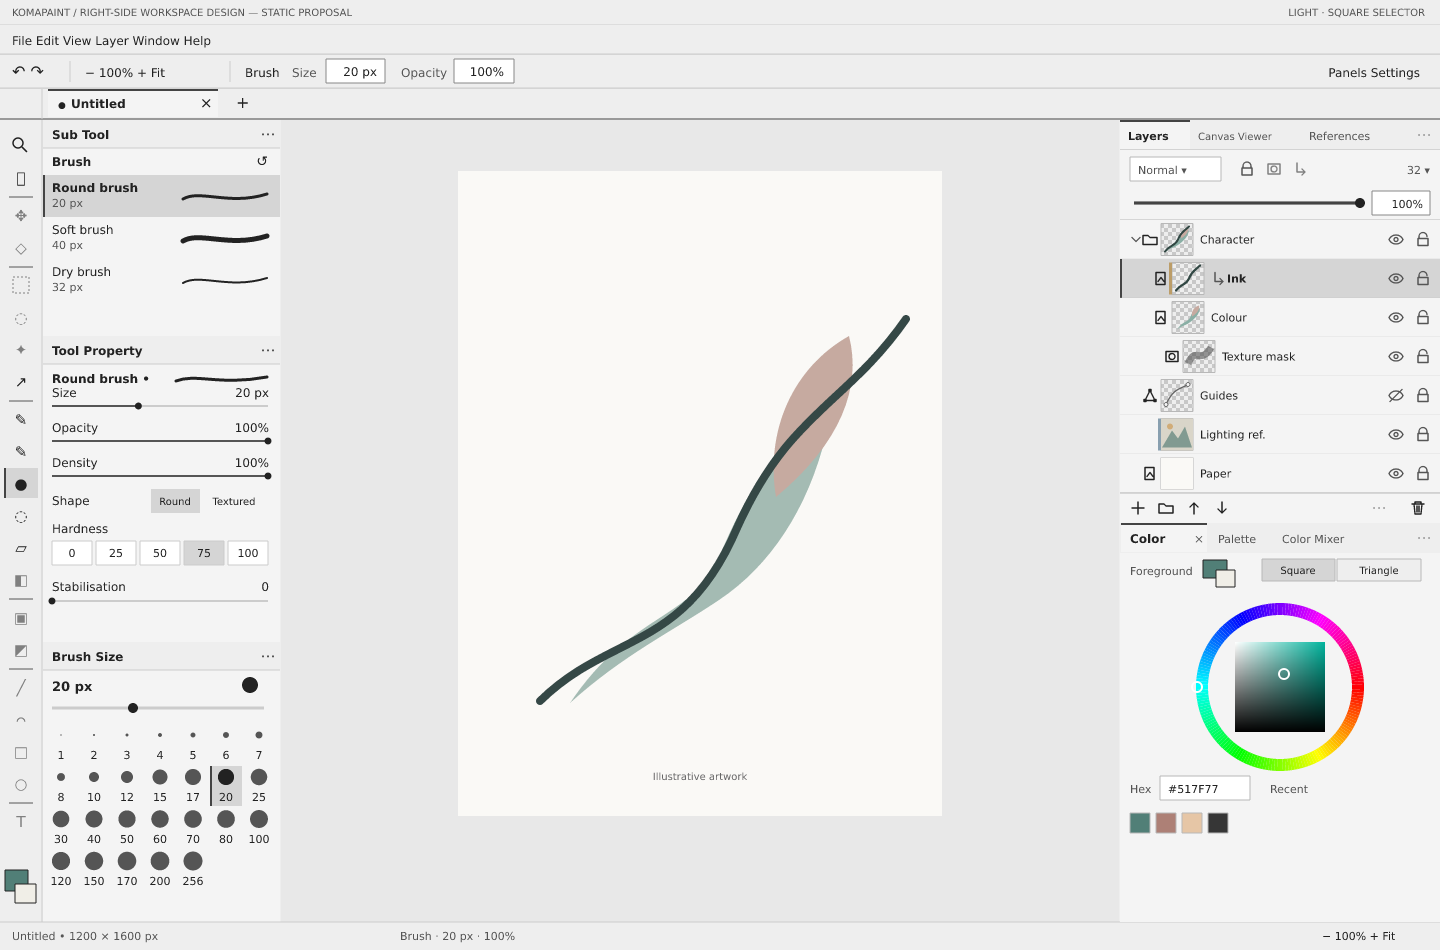 KOMAPAINT / RIGHT-SIDE WORKSPACE DESIGN — STATIC PROPOSAL
LIGHT · SQUARE SELECTOR
File Edit View Layer Window Help
↶ ↷ − 100% + Fit Brush Size 20 px Opacity 100% Panels Settings
● Untitled × +
Sub Tool ···
Brush ↺
Round brush
20 px
Soft brush
40 px
Dry brush
32 px
Tool Property ···
Round brush •
Size 20 px
Opacity 100%
Density 100%
Shape Round Textured
Hardness
0 25 50 75 100
Stabilisation 0
Brush Size ···
20 px
1 2 3 4 5 6 7
8 10 12 15 17 20 25
30 40 50 60 70 80 100
120 150 170 200 256
T
Illustrative artwork
Layers Canvas Viewer References ···
Normal ▾ 32 ▾
100%
Character
Ink
Colour
Texture mask
Guides
Lighting ref.
Paper
···
Color × Palette Color Mixer ···
Foreground Square Triangle
Hex #517F77 Recent
Untitled • 1200 × 1600 px
Brush · 20 px · 100%
− 100% + Fit